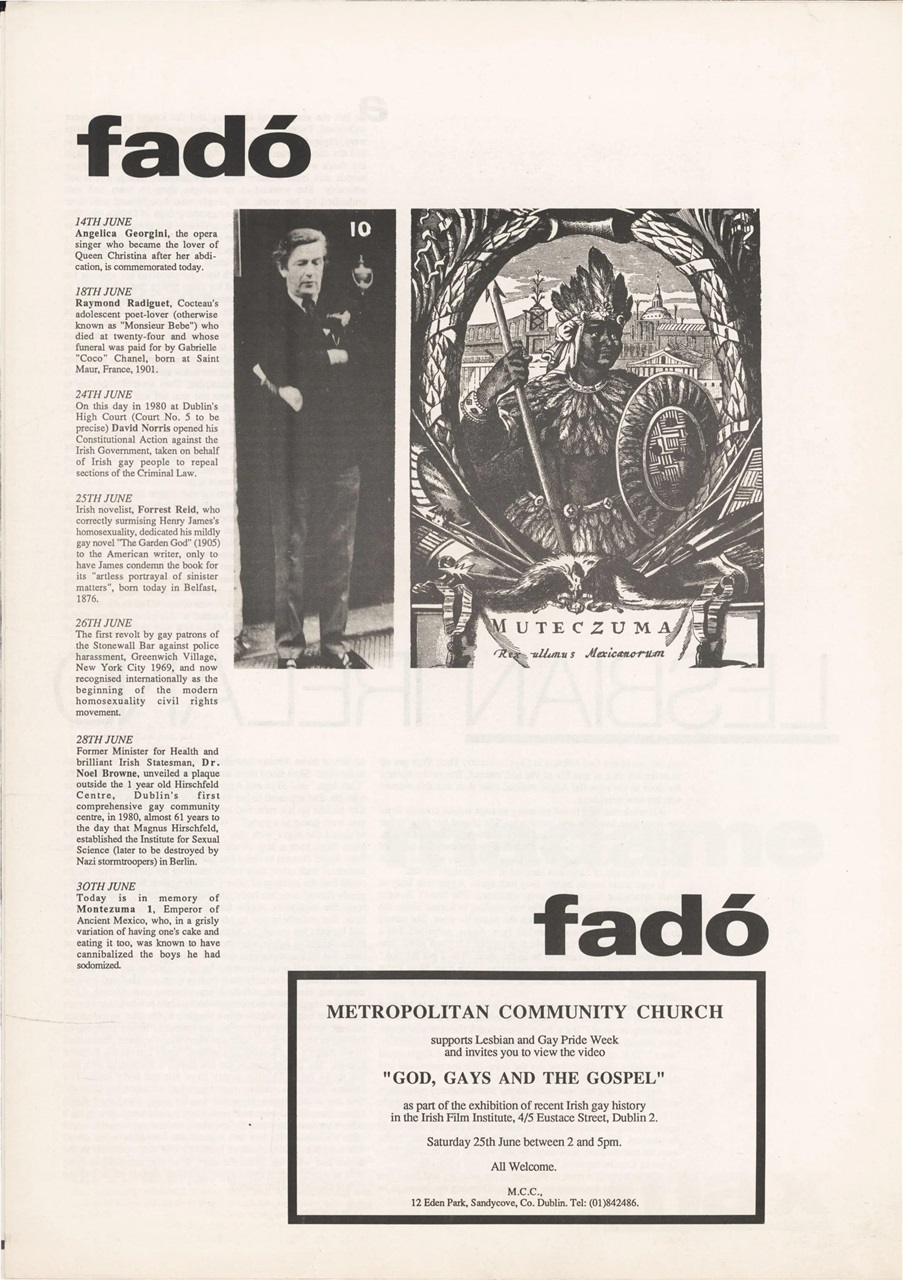 fadó
14TH JUNE
Angelica Georgini, the opera
singer who became the lover of
Queen Christina after her abdi-
cation, is commemorated today.
18TH JUNE
Raymond Radiguet, Cocteau's
adolescent poet-lover (otherwise
known as "Monsieur Bebe") who
died at twenty-four and whose
funeral was paid for by Gabrielle
"Coco" Chanel, born at Saint
Maur, France, 1901.
24TH JUNE
On this day in 1980 at Dublin's
High Court (Court No. 5 to be
precise) David Norris opened his
Constitutional Action against the
Irish Government, taken on behalf
of Irish gay people to repeal
sections of the Criminal Law.
25TH JUNE
Irish novelist, Forrest Reid, who
correctly surmising Henry James's
homosexuality, dedicated his mildly
gay novel "The Garden God" (1905)
to the American writer, only to
have James condemn the book for
its "artless portrayal of sinister
matters", born today in Belfast,
1876.
26TH JUNE
The first revolt by gay patrons of
the Stonewall Bar against police
harassment, Greenwich Village,
New York City 1969, and now
recognised internationally as the
beginning of the modern
homosexuality civil rights
movement.
28TH JUNE
Former Minister for Health and
brilliant Irish Statesman, Dr.
Noel Browne, unveiled a plaque
outside the 1 year old Hirschfeld
Centre, Dublin's first
comprehensive gay community
centre, in 1980, almost 61 years to
the day that Magnus Hirschfeld,
established the Institute for Sexual
Science (later to be destroyed by
Nazi stormtroopers) in Berlin.
30TH JUNE
Today is in memory of
Montezuma 1, Emperor of
Ancient Mexico, who, in a grisly
variation of having one's cake and
eating it too, was known to have
cannibalized the boys he had
sodomized.
10
MUTECZUMA
Rex ultimus Mexicanorum
fadó
METROPOLITAN COMMUNITY CHURCH
supports Lesbian and Gay Pride Week
and invites you to view the video
"GOD, GAYS AND THE GOSPEL"
as part of the exhibition of recent Irish gay history
in the Irish Film Institute, 4/5 Eustace Street, Dublin 2.
Saturday 25th June between 2 and 5pm.
All Welcome.
M.C.C.,
12 Eden Park, Sandycove, Co. Dublin. Tel: (01)842486.